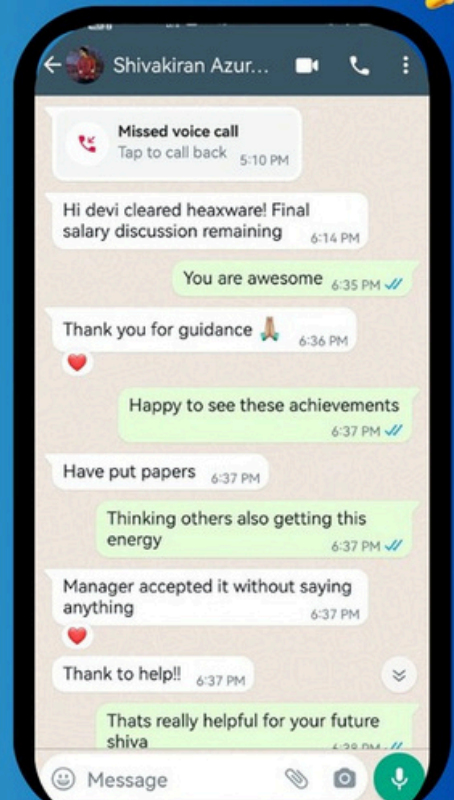 Shivakiran Azur...
Missed voice call
Tap to call back 5:10 PM
Hi devi cleared heaxware! Final
salary discussion remaining 6:14 PM
You are awesome 6:35 PM
Thank you for guidance 🙏 6:36 PM
❤️
Happy to see these achievements
6:37 PM
Have put papers 6:37 PM
Thinking others also getting this
energy 6:37 PM
Manager accepted it without saying
anything 6:37 PM
❤️
Thank to help!! 6:37 PM
Thats really helpful for your future
shiva 6:38 PM
Message